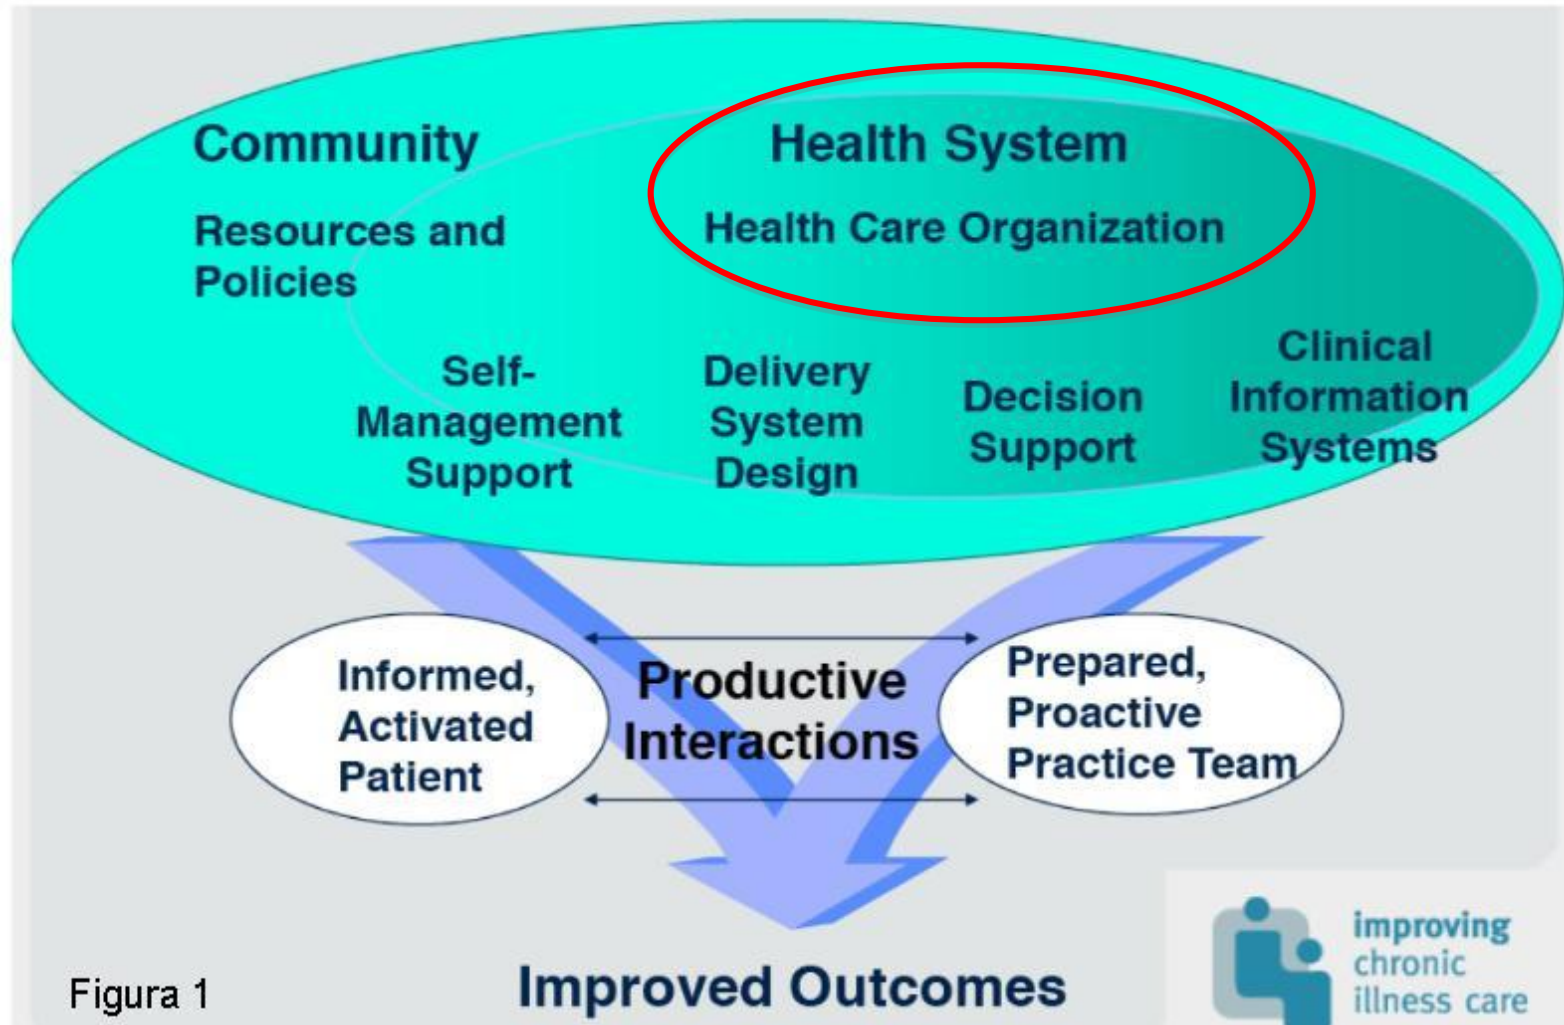 Community
Health System
Resources and
Policies
Health Care Organization
Self-
Management
Support
Delivery
System
Design
Decision
Support
Clinical
Information
Systems
Informed,
Activated
Patient
Productive
Interactions
Prepared,
Proactive
Practice Team
Improved Outcomes
Figura 1
improving
chronic
illness care